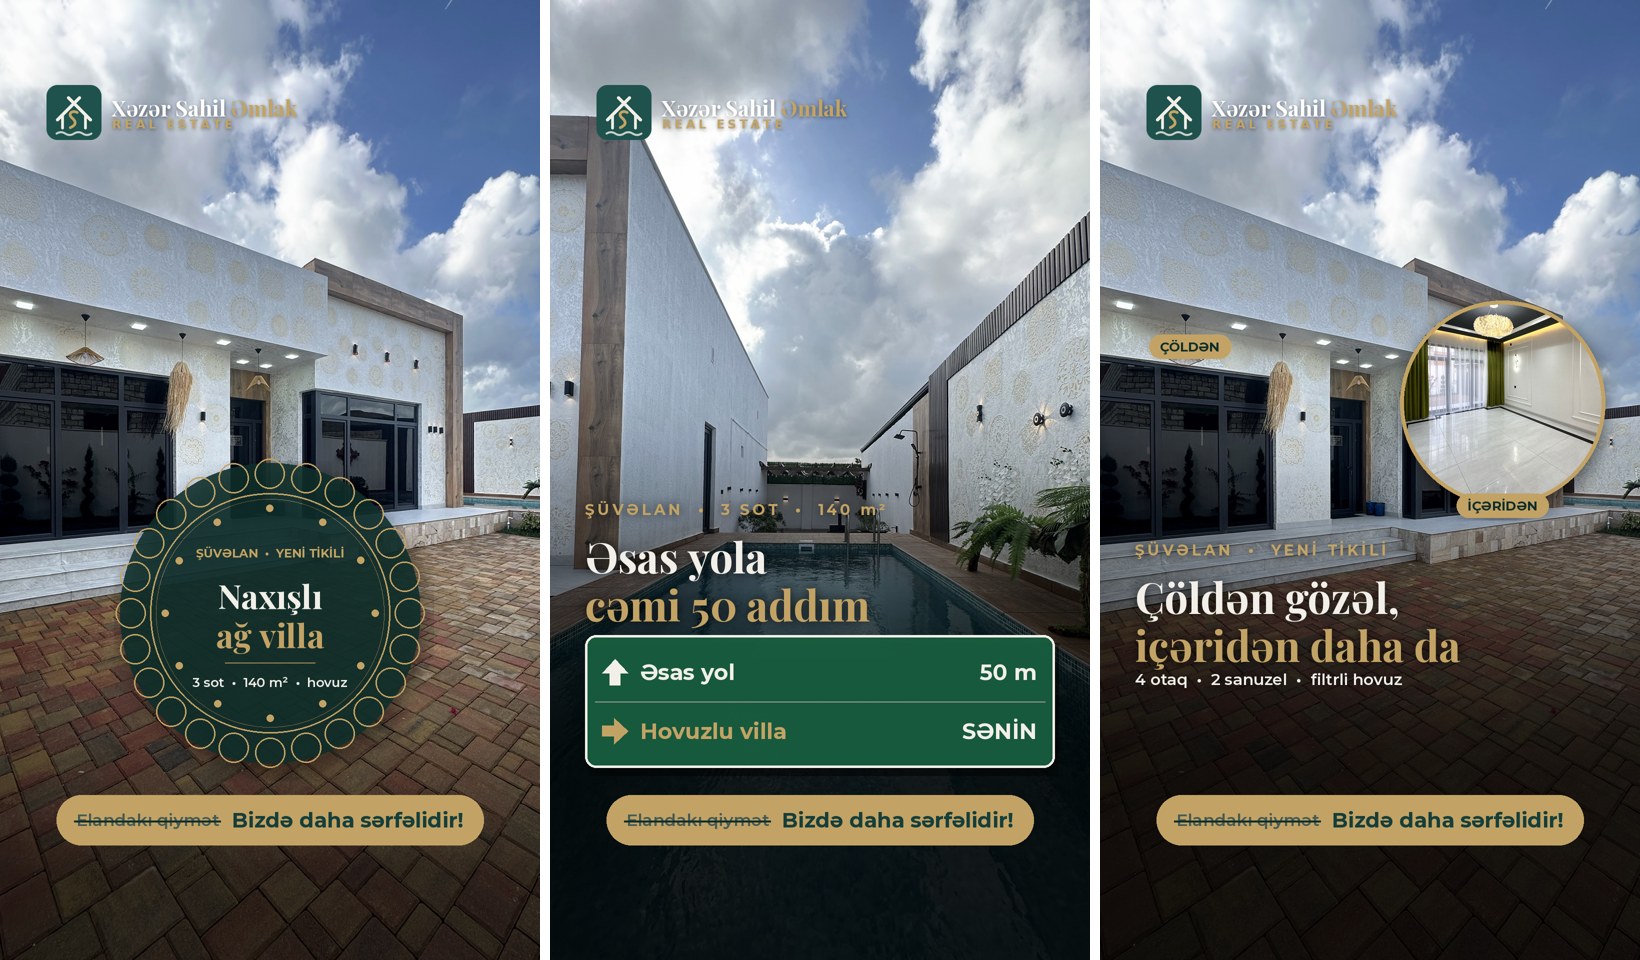 Xəzər Sahil Əmlak
REAL ESTATE
ŞÜVƏLAN • YENİ TİKİLİ
Naxışlı
ağ villa
3 sot • 140 m² • hovuz
Elandakı qiymət Bizdə daha sərfəlidir!
Xəzər Sahil Əmlak
REAL ESTATE
ŞÜVƏLAN • 3 SOT • 140 m²
Əsas yola
cəmi 50 addım
Əsas yol 50 m
Hovuzlu villa SƏNİN
Elandakı qiymət Bizdə daha sərfəlidir!
Xəzər Sahil Əmlak
REAL ESTATE
ÇÖLDƏN
İÇƏRİDƏN
ŞÜVƏLAN • YENİ TİKİLİ
Çöldən gözəl,
içəridən daha da
4 otaq • 2 sanuzel • filtrli hovuz
Elandakı qiymət Bizdə daha sərfəlidir!